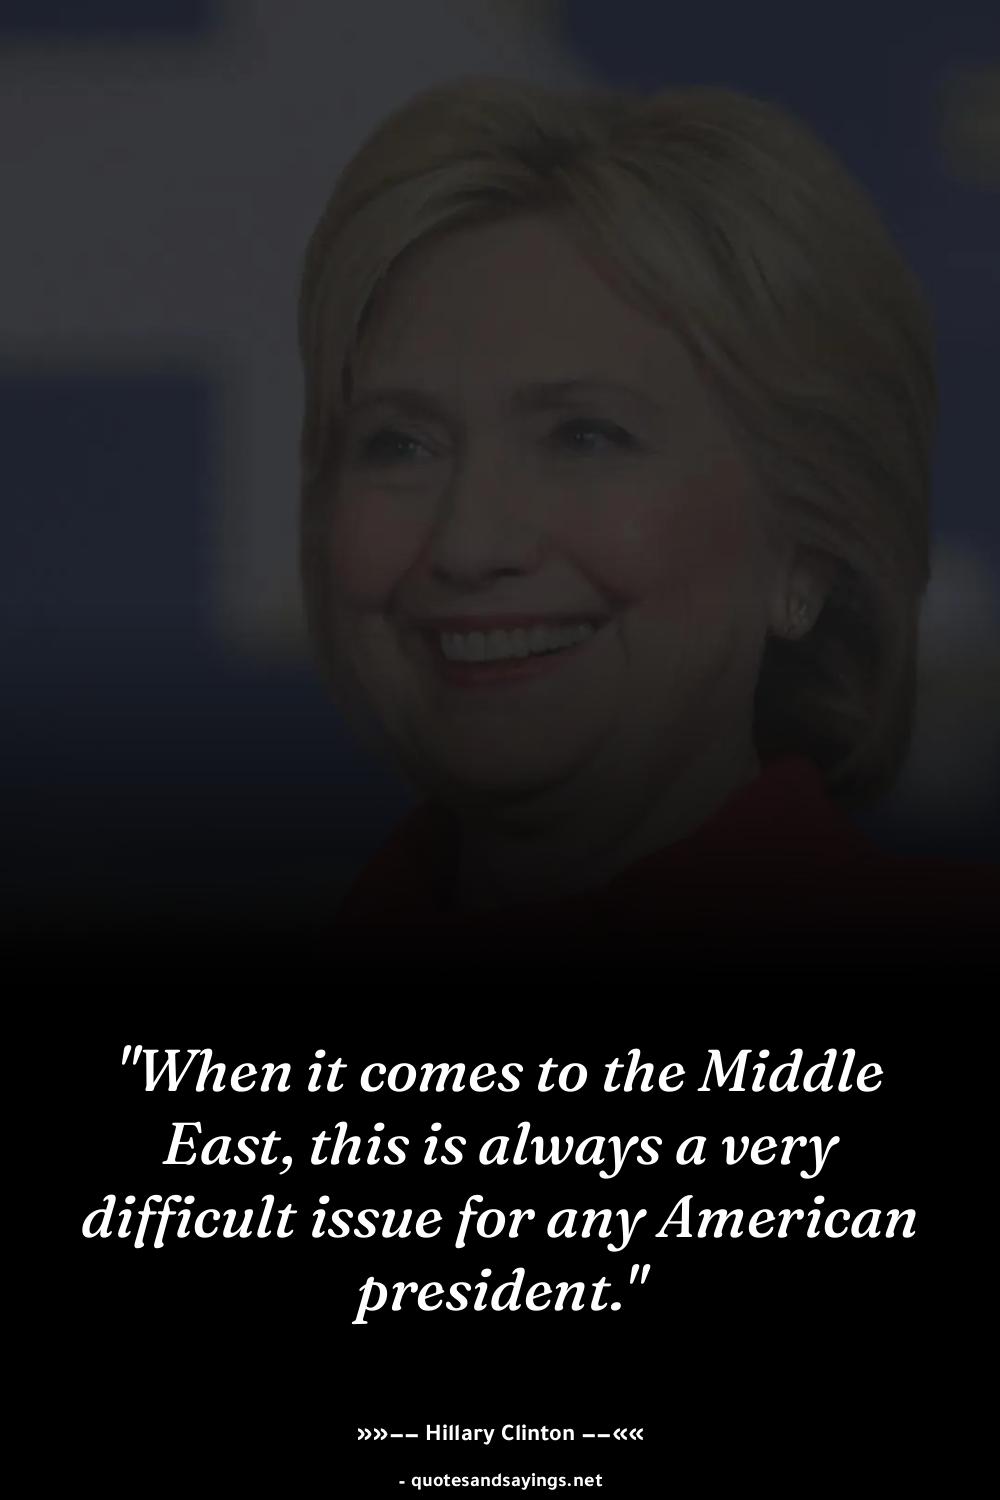 "When it comes to the Middle
East, this is always a very
difficult issue for any American
president."
»»–– Hillary Clinton ––««
- quotesandsayings.net